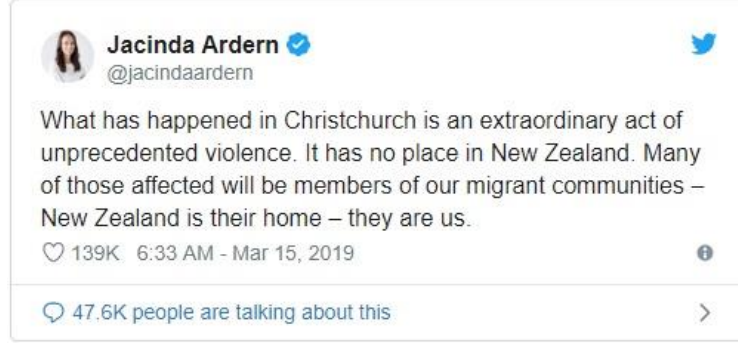 Jacinda Ardern
@jacindaardern
What has happened in Christchurch is an extraordinary act of
unprecedented violence. It has no place in New Zealand. Many
of those affected will be members of our migrant communities –
New Zealand is their home – they are us.
139K 6:33 AM - Mar 15, 2019
47.6K people are talking about this